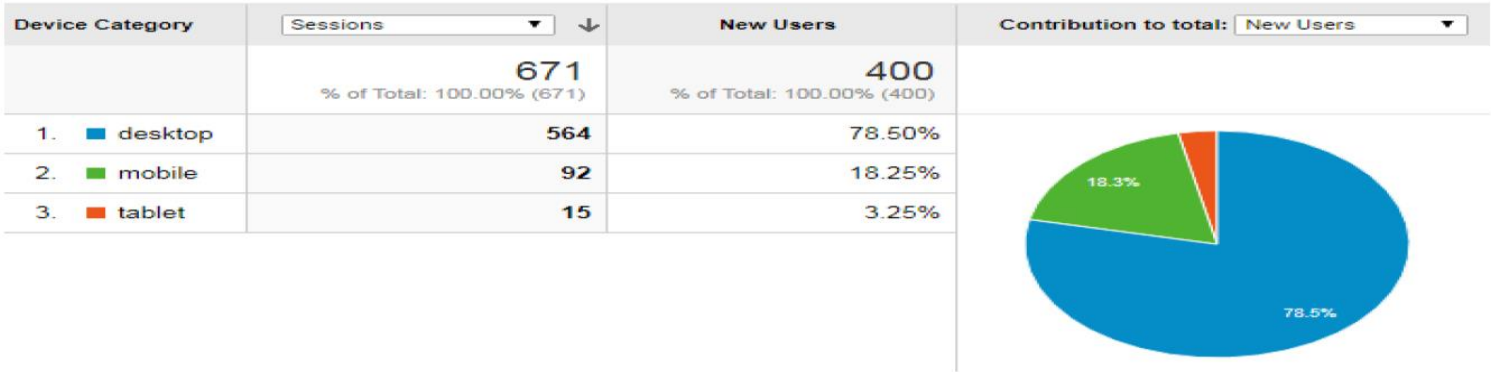 Device Category Sessions New Users Contribution to total: New Users
671 400
% of Total: 100.00% (671) % of Total: 100.00% (400)
1. desktop 564 78.50%
2. mobile 92 18.25%
3. tablet 15 3.25%
18.3%
78.5%